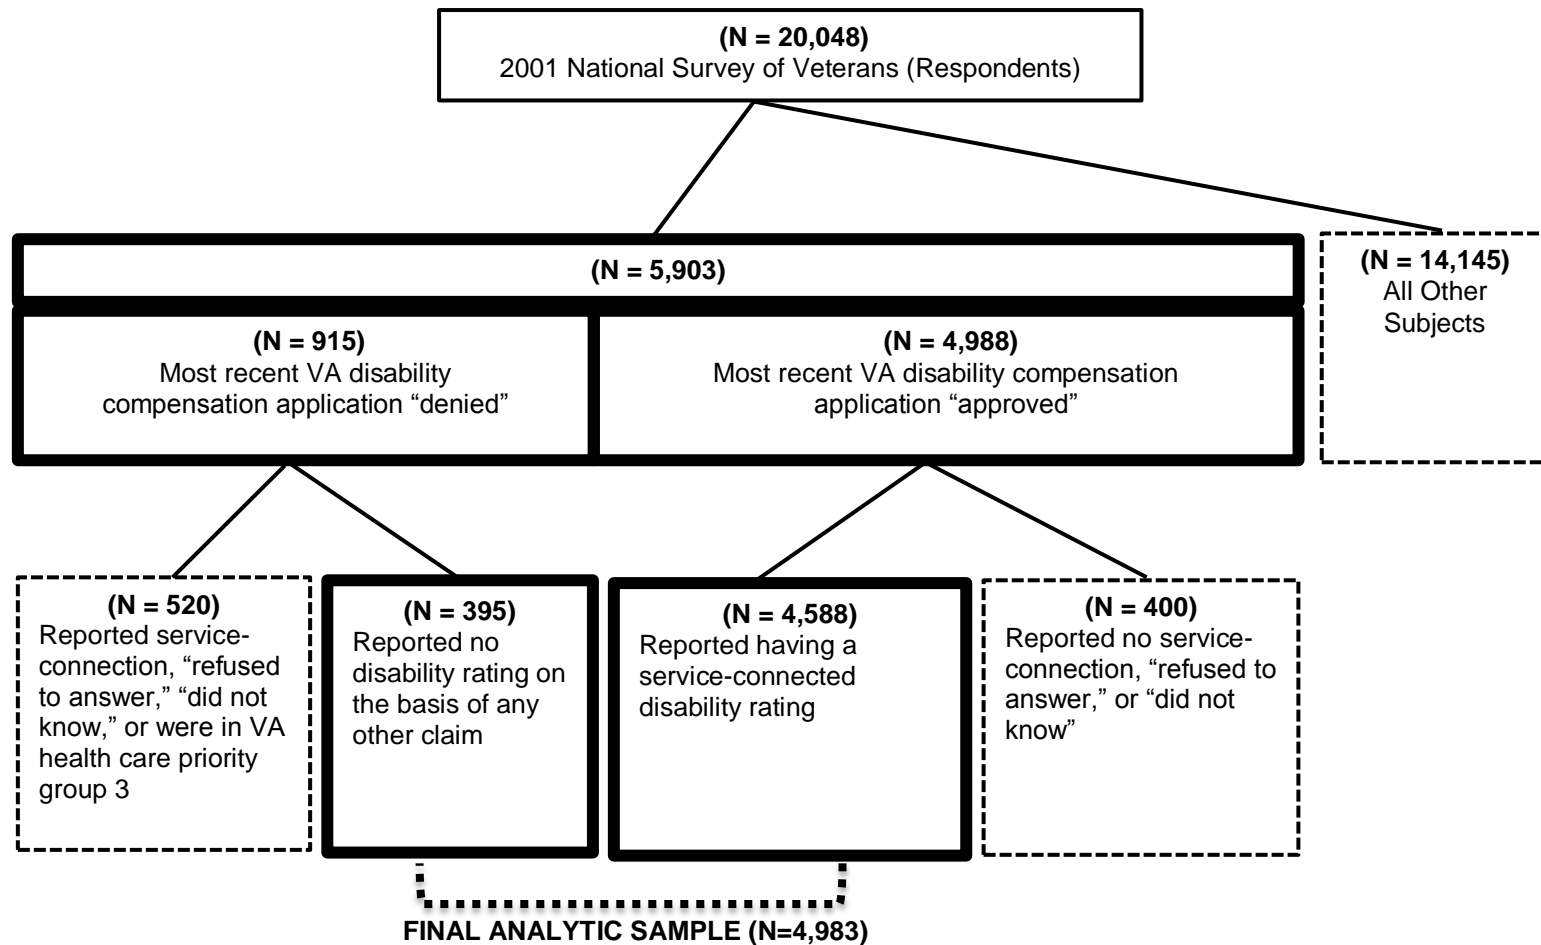 (N = 20,048)
2001 National Survey of Veterans (Respondents)
(N = 5,903)
(N = 14,145)
All Other
Subjects
(N = 915)
Most recent VA disability
compensation application “denied”
(N = 4,988)
Most recent VA disability compensation
application “approved”
(N = 520)
Reported service-
connection, “refused
to answer,” “did not
know,” or were in VA
health care priority
group 3
(N = 395)
Reported no
disability rating on
the basis of any
other claim
(N = 4,588)
Reported having a
service-connected
disability rating
(N = 400)
Reported no service-
connection, “refused to
answer,” or “did not
know”
FINAL ANALYTIC SAMPLE (N=4,983)